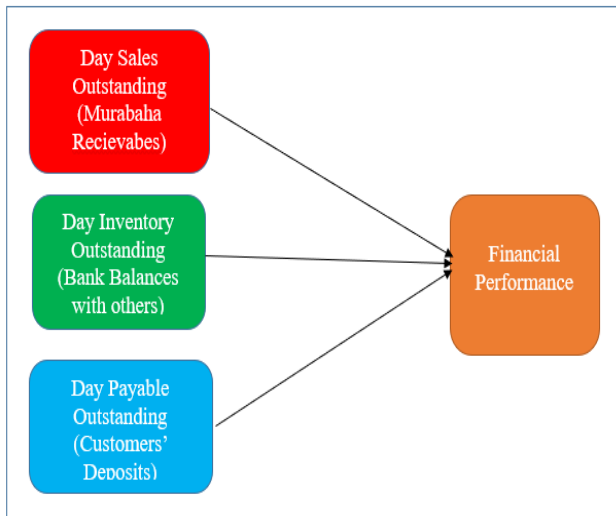 Day Sales
Outstanding
(Murabaha
Recievabes)
Day Inventory
Outstanding
(Bank Balances
with others)
Day Payable
Outstanding
(Customers’
Deposits)
Financial
Performance